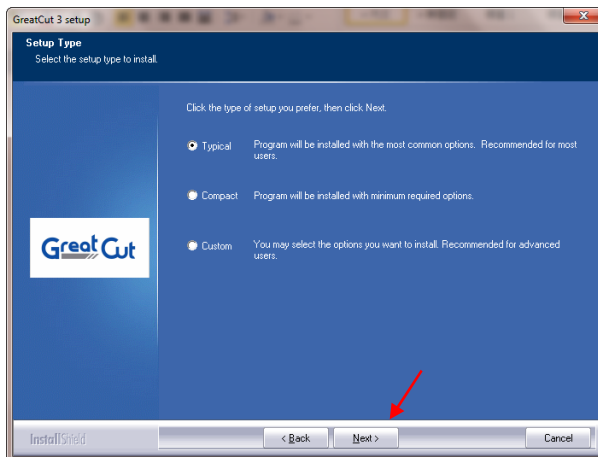 GreatCut 3 setup
Setup Type
Select the setup type to install.
Click the type of setup you prefer, then click Next.
Typical
Program will be installed with the most common options. Recommended for most
users.
Compact
Program will be installed with minimum required options.
Great Cut
Custom
You may select the options you want to install. Recommended for advanced
users.
InstallShield
< Back
Next >
Cancel